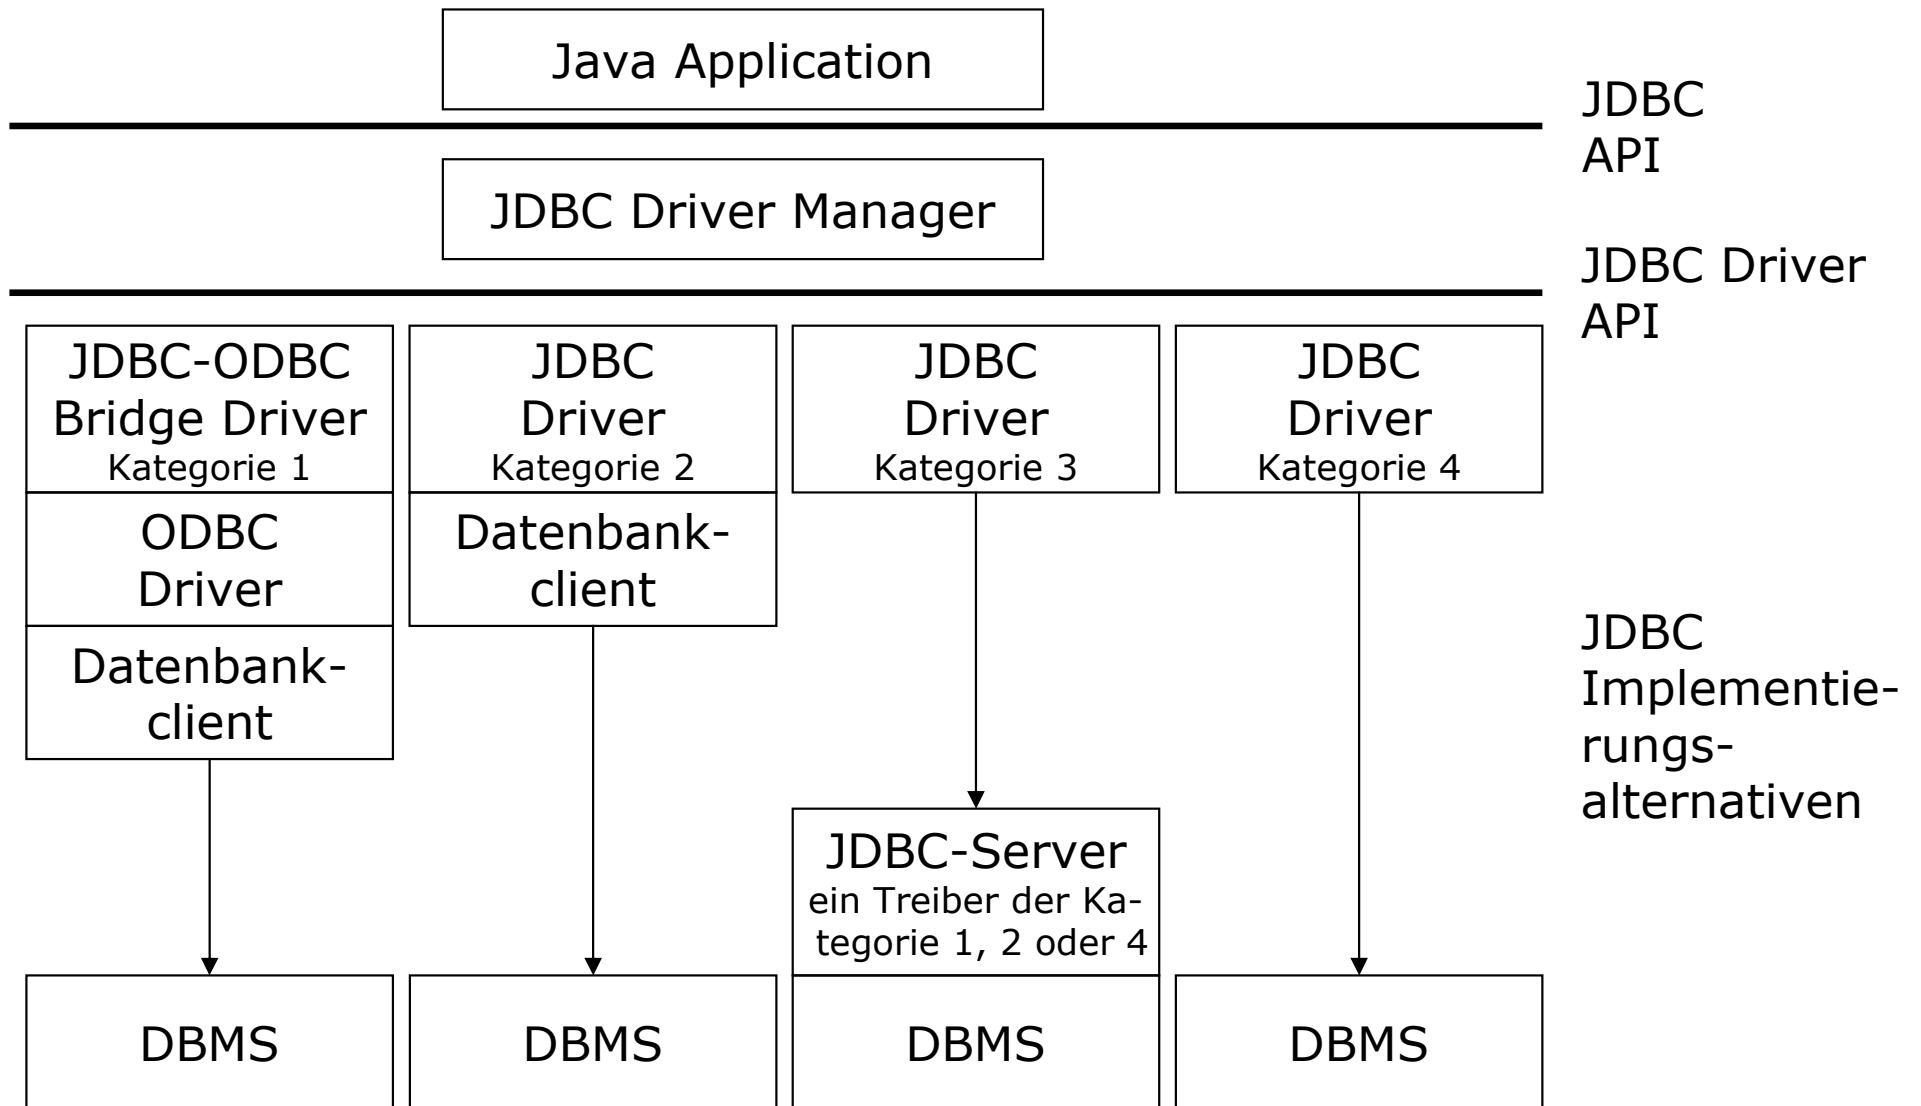 Java Application
JDBC
API
JDBC Driver Manager
JDBC Driver
API
JDBC-ODBC
Bridge Driver
Kategorie 1
ODBC
Driver
Datenbank-
client
DBMS
JDBC
Driver
Kategorie 2
Datenbank-
client
DBMS
JDBC
Driver
Kategorie 3
JDBC-Server
ein Treiber der Ka-
tegorie 1, 2 oder 4
DBMS
JDBC
Driver
Kategorie 4
DBMS
JDBC
Implementie-
rungs-
alternativen